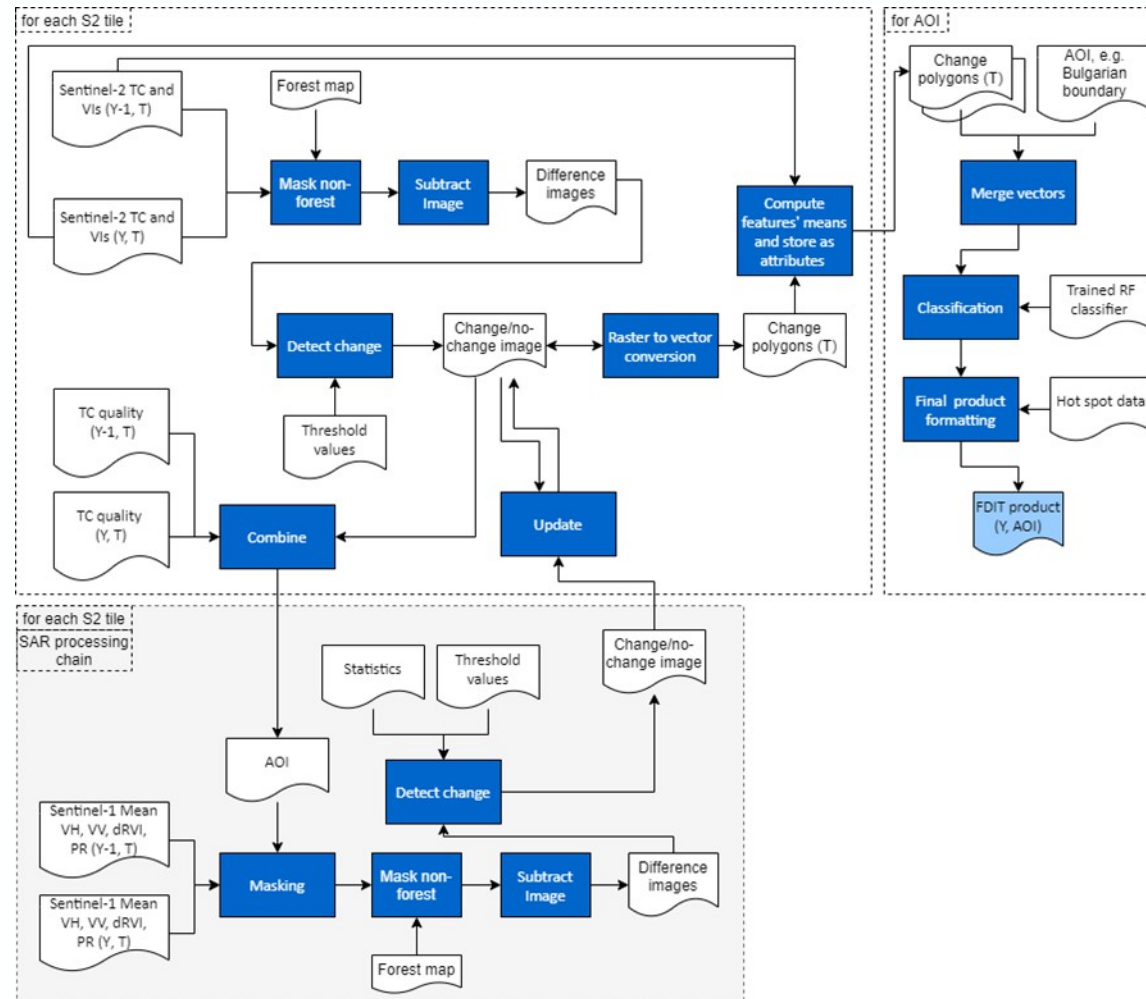 for each S2 tile
Sentinel-2 TC and
VIs (Y-1, T)
Forest map
Sentinel-2 TC and
VIs (Y, T)
Mask non-
forest
Subtract
Image
Difference
images
Compute
features' means
and store as
attributes
Detect change
Change/no-
change image
Raster to vector
conversion
Change
polygons (T)
Threshold
values
TC quality
(Y-1, T)
TC quality
(Y, T)
Combine
Update
for AOI
Change
polygons (T)
AOI, e.g.
Bulgarian
boundary
Merge vectors
Classification
Trained RF
classifier
Final product
formatting
Hot spot data
FDIT product
(Y, AOI)
for each S2 tile
SAR processing
chain
Statistics
Threshold
values
Change/no-
change image
AOI
Detect change
Sentinel-1 Mean
VH, VV, dRVI,
PR (Y-1, T)
Sentinel-1 Mean
VH, VV, dRVI,
PR (Y, T)
Masking
Mask non-
forest
Subtract
Image
Difference
images
Forest map